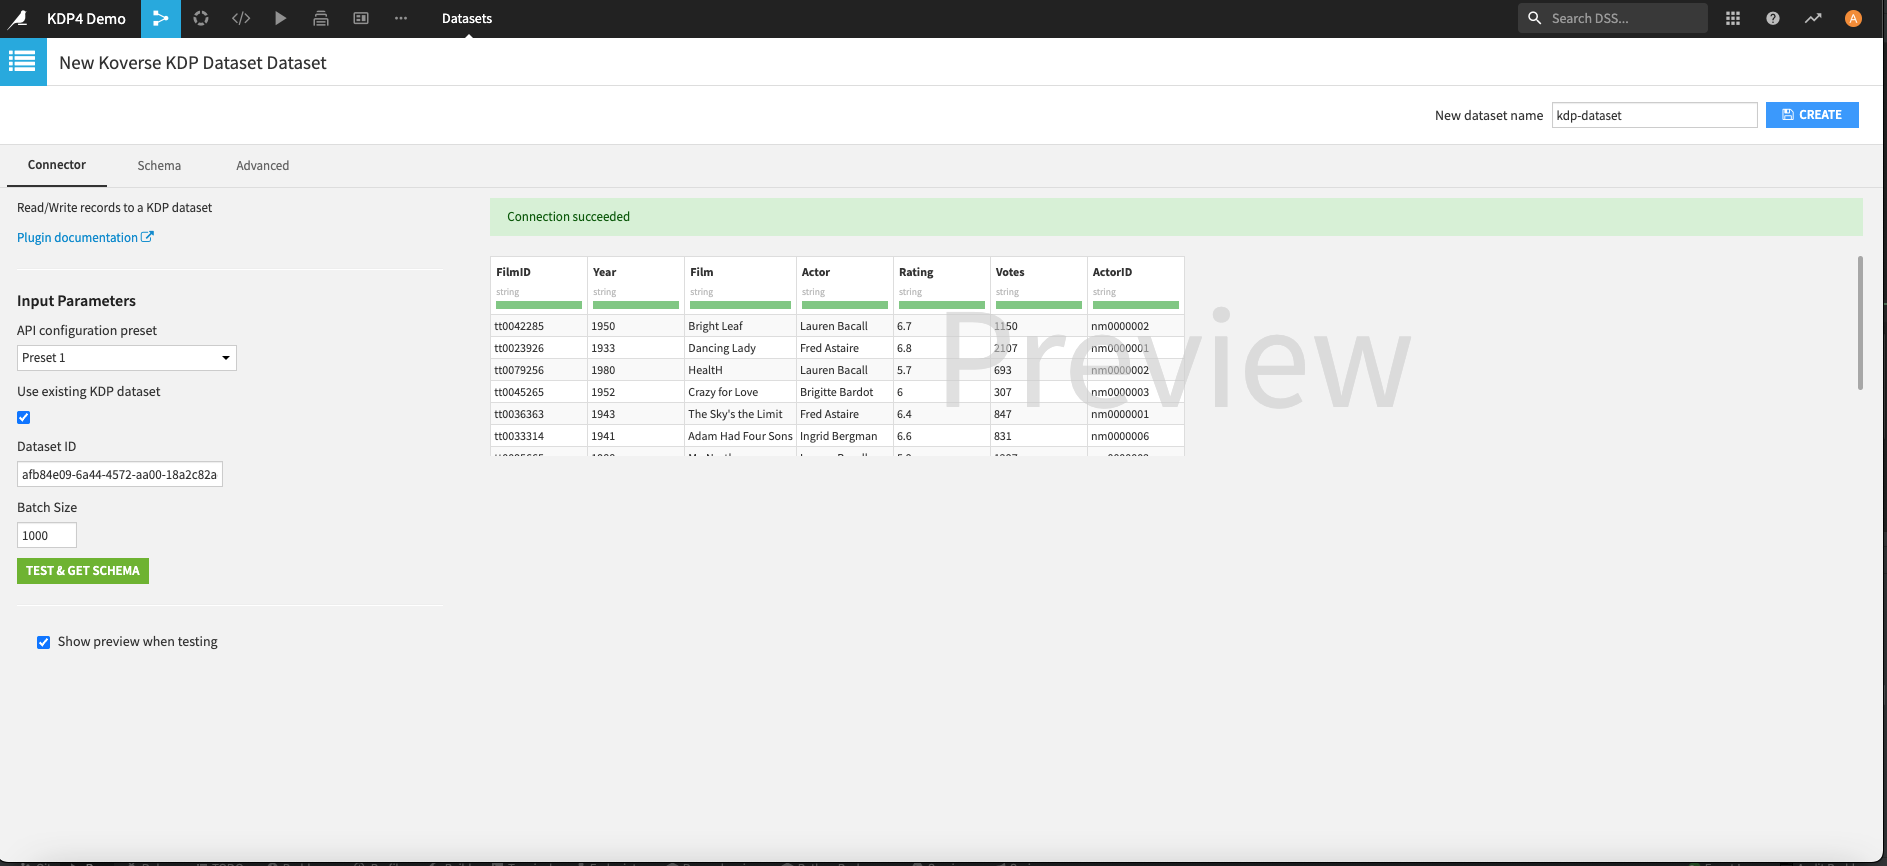 KDP4 Demo Datasets Search DSS... A
New Koverse KDP Dataset Dataset
New dataset name kdp-dataset CREATE
Connector Schema Advanced
Read/Write records to a KDP dataset
Plugin documentation
Input Parameters
API configuration preset
Preset 1
Use existing KDP dataset
Dataset ID
afb84e09-6a44-4572-aa00-18a2c82a
Batch Size
1000
TEST & GET SCHEMA
Show preview when testing
Connection succeeded
FilmID Year Film Actor Rating Votes ActorID
string string string string string string string
tt0042285 1950 Bright Leaf Lauren Bacall 6.7 1150 nm0000002
tt0023926 1933 Dancing Lady Fred Astaire 6.8 2107 nm0000001
tt0079256 1980 HealtH Lauren Bacall 5.7 693 nm0000002
tt0045265 1952 Crazy for Love Brigitte Bardot 6 307 nm0000003
tt0036363 1943 The Sky's the Limit Fred Astaire 6.4 847 nm0000001
tt0033314 1941 Adam Had Four Sons Ingrid Bergman 6.6 831 nm0000006
Preview